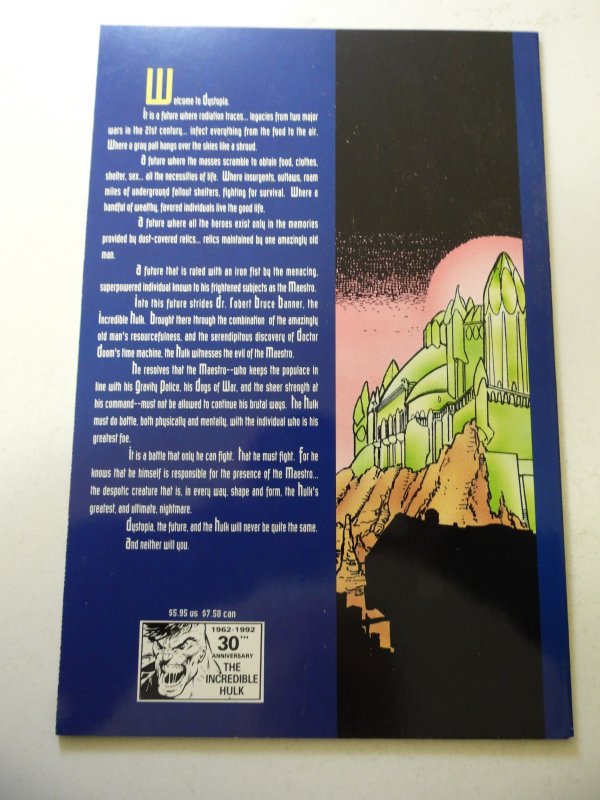 Welcome to Dystopia.
It is a future where radiation traces... legacies from two major
wars in the 21st century... infect everything from the food to the air.
Where a gray pall hangs over the skies like a shroud.
A future where the masses scramble to obtain food, clothes,
shelter, sex... all the necessities of life. Where insurgents, outlaws, roam
miles of underground fallout shelters, fighting for survival. Where a
handful of wealthy, favored individuals live the good life.
A future where all the heroes exist only in the memories
provided by dust-covered relics... relics maintained by one amazingly old
man.
A future that is ruled with an iron fist by the menacing,
superpowered individual known to his frightened subjects as the Maestro.
Into this future strides Dr. Robert Bruce Banner, the
Incredible Hulk. Brought there through the combination of the amazingly
old man's resourcefulness, and the serendipitous discovery of Doctor
Doom's time machine, the Hulk witnesses the evil of the Maestro.
He resolves that the Maestro--who keeps the populace in
line with his Gravity Police, his Dogs of War, and the sheer strength at
his command--must not be allowed to continue his brutal ways. The Hulk
must do battle, both physically and mentally, with the individual who is his
greatest foe.
It is a battle that only he can fight. That he must fight. For he
knows that he himself is responsible for the presence of the Maestro...
the despotic creature that is, in every way, shape and form, the Hulk's
greatest, and ultimate, nightmare.
Dystopia, the future, and the Hulk will never be quite the same.
And neither will you.
$5.95 US $7.50 CAN
1962-1992
30TH
ANNIVERSARY
THE
INCREDIBLE
HULK